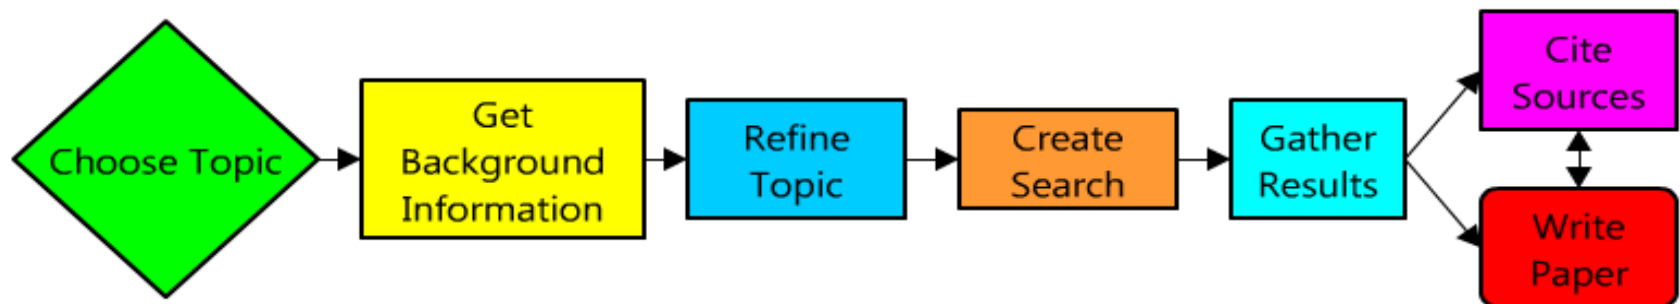 Choose Topic
Get
Background
Information
Refine
Topic
Create
Search
Gather
Results
Cite
Sources
Write
Paper